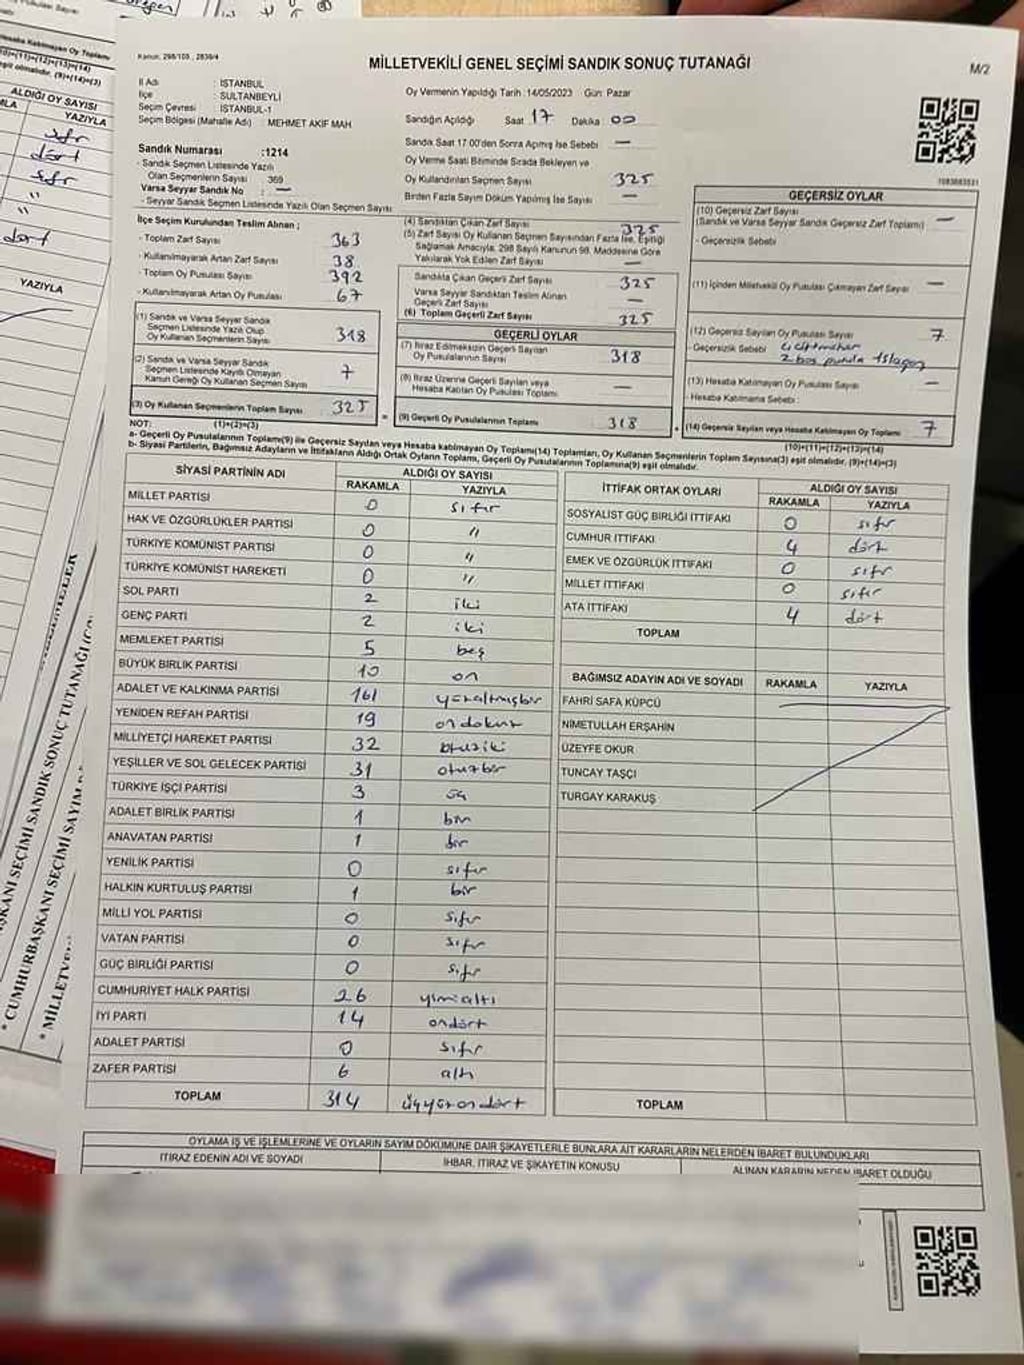 Kanun: 298/105, 2839/4
MİLLETVEKİLİ GENEL SEÇİMİ SANDIK SONUÇ TUTANAĞI
M/2
İl Adı : İSTANBUL
İlçe : SULTANBEYLİ
Seçim Çevresi : İSTANBUL-1
Seçim Bölgesi (Mahalle Adı) : MEHMET AKİF MAH
Oy Vermenin Yapıldığı Tarih :14/05/2023 Gün: Pazar
Sandığın Açıldığı Saat 17 Dakika 00
Sandık Saat 17:00'den Sonra Açılmış İse Sebebi —
Oy Verme Saati Bitiminde Sırada Bekleyen ve
Oy Kullandırılan Seçmen Sayısı 325
Birden Fazla Sayım Döküm Yapılmış İse Sayısı —
Sandık Numarası :1214
- Sandık Seçmen Listesinde Yazılı
Olan Seçmenlerin Sayısı 369
Varsa Seyyar Sandık No : —
- Seyyar Sandık Seçmen Listesinde Yazılı Olan Seçmen Sayısı
İlçe Seçim Kurulundan Teslim Alınan ;
- Toplam Zarf Sayısı 363
- Kullanılmayarak Artan Zarf Sayısı 38
- Toplam Oy Pusulası Sayısı 392
- Kullanılmayarak Artan Oy Pusulası 67
(1) Sandık ve Varsa Seyyar Sandık
Seçmen Listesinde Yazılı Olup
Oy Kullanan Seçmenlerin Sayısı 318
(2) Sandık ve Varsa Seyyar Sandık
Seçmen Listesinde Kayıtlı Olmayan
Kanun Gereği Oy Kullanan Seçmen Sayısı 7
(3) Oy Kullanan Seçmenlerin Toplam Sayısı 325
(1)+(2)=(3)
(4) Sandıktan Çıkan Zarf Sayısı 325
(5) Zarf Sayısı Oy Kullanan Seçmen Sayısından Fazla İse, Eşitliği
Sağlamak Amacıyla, 298 Sayılı Kanunun 98. Maddesine Göre
Yakılarak Yok Edilen Zarf Sayısı —
Sandıkta Çıkan Geçerli Zarf Sayısı 325
Varsa Seyyar Sandıktan Teslim Alınan
Geçerli Zarf Sayısı —
(6) Toplam Geçerli Zarf Sayısı 325
GEÇERLİ OYLAR
(7) İtiraz Edilmeksizin Geçerli Sayılan
Oy Pusulalarının Sayısı 318
(8) İtiraz Üzerine Geçerli Sayılan veya
Hesaba Katılan Oy Pusulası Toplamı —
(9) Geçerli Oy Pusulalarının Toplamı 318
GEÇERSİZ OYLAR
(10) Geçersiz Zarf Sayısı
(Sandık ve Varsa Seyyar Sandık Geçersiz Zarf Toplamı) —
- Geçersizlik Sebebi
(11) İçinden Milletvekili Oy Pusulası Çıkmayan Zarf Sayısı —
(12) Geçersiz Sayılan Oy Pusulası Sayısı 7
- Geçersizlik Sebebi
2 boş pusula
(13) Hesaba Katılmayan Oy Pusulası Sayısı —
- Hesaba Katılmama Sebebi :
(14) Geçersiz Sayılan veya Hesaba Katılmayan Oy Toplamı 7
(10)+(11)+(12)+(13)=(14)
NOT:
a- Geçerli Oy Pusulalarının Toplamı(9) ile Geçersiz Sayılan veya Hesaba katılmayan Oy Toplamı(14) Toplamları, Oy Kullanan Seçmenlerin Toplam Sayısına(3) eşit olmalıdır. (9)+(14)=(3)
b- Siyasi Partilerin, Bağımsız Adayların ve İttifakların Aldığı Ortak Oyların Toplamı, Geçerli Oy Pusulalarının Toplamına(9) eşit olmalıdır.
SİYASİ PARTİNİN ADI ALDIĞI OY SAYISI
RAKAMLA YAZIYLA
MİLLET PARTİSİ 0 sıfır
HAK VE ÖZGÜRLÜKLER PARTİSİ 0 "
TÜRKİYE KOMÜNİST PARTİSİ 0 "
TÜRKİYE KOMÜNİST HAREKETİ 0 "
SOL PARTİ 2 iki
GENÇ PARTİ 2 iki
MEMLEKET PARTİSİ 5 beş
BÜYÜK BİRLİK PARTİSİ 10 on
ADALET VE KALKINMA PARTİSİ 161 yüzaltmışbir
YENİDEN REFAH PARTİSİ 19 ondokuz
MİLLİYETÇİ HAREKET PARTİSİ 32 otuziki
YEŞİLLER VE SOL GELECEK PARTİSİ 31 otuzbir
TÜRKİYE İŞÇİ PARTİSİ 3 üç
ADALET BİRLİK PARTİSİ 1 bir
ANAVATAN PARTİSİ 1 bir
YENİLİK PARTİSİ 0 sıfır
HALKIN KURTULUŞ PARTİSİ 1 bir
MİLLİ YOL PARTİSİ 0 sıfır
VATAN PARTİSİ 0 sıfır
GÜÇ BİRLİĞİ PARTİSİ 0 sıfır
CUMHURİYET HALK PARTİSİ 26 yirmialtı
İYİ PARTİ 14 ondört
ADALET PARTİSİ 0 sıfır
ZAFER PARTİSİ 6 altı
TOPLAM 314 üçyüzondört
İTTİFAK ORTAK OYLARI ALDIĞI OY SAYISI
RAKAMLA YAZIYLA
SOSYALİST GÜÇ BİRLİĞİ İTTİFAKI 0 sıfır
CUMHUR İTTİFAKI 4 dört
EMEK VE ÖZGÜRLÜK İTTİFAKI 0 sıfır
MİLLET İTTİFAKI 0 sıfır
ATA İTTİFAKI 4 dört
TOPLAM
BAĞIMSIZ ADAYIN ADI VE SOYADI RAKAMLA YAZIYLA
FAHRİ SAFA KÜPCÜ
NİMETULLAH ERŞAHİN
ÜZEYFE OKUR
TUNCAY TAŞÇI
TURGAY KARAKUŞ
TOPLAM
OYLAMA İŞ VE İŞLEMLERİNE VE OYLARIN SAYIM DÖKÜMÜNE DAİR ŞİKAYETLERLE BUNLARA AİT KARARLARIN NELERDEN İBARET BULUNDUKLARI
İTİRAZ EDENİN ADI VE SOYADI İHBAR, İTİRAZ VE ŞİKAYETİN KONUSU ALINAN KARARIN NEDEN İBARET OLDUĞU
ALDIĞI OY SAYISI
YAZIYLA
sıfır
dört
sıfır
"
"
dört
YAZIYLA